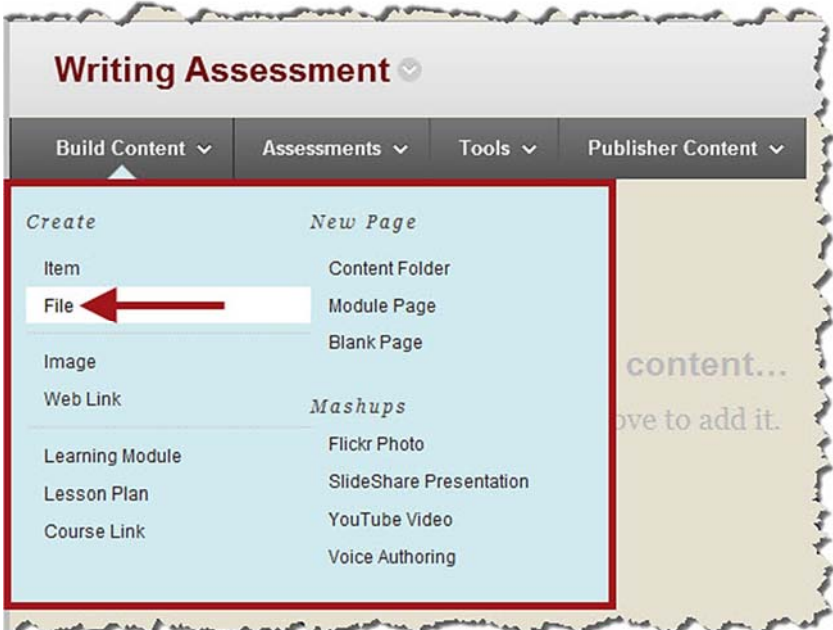 Writing Assessment
Build Content Assessments Tools Publisher Content
Create
Item
File
Image
Web Link
Learning Module
Lesson Plan
Course Link
New Page
Content Folder
Module Page
Blank Page
Mashups
Flickr Photo
SlideShare Presentation
YouTube Video
Voice Authoring
content...
to add it.